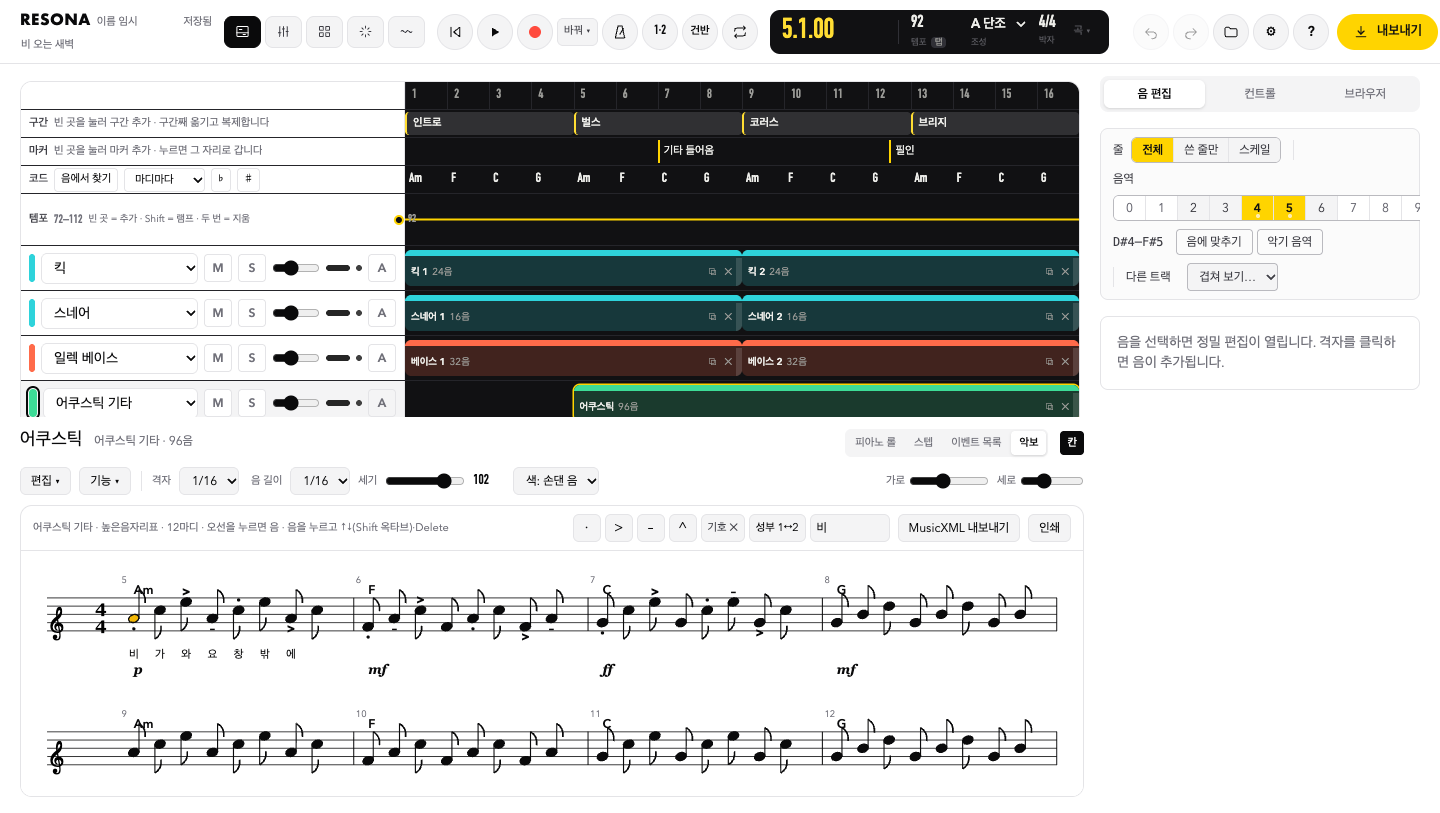 RESONA 이름 임시 저장됨
비 오는 새벽
바꿔 ▾ 1·2 건반
5.1.00 92 템포 탭 A 단조 조성 4/4 박자 곡 ▾
? 내보내기
1 2 3 4 5 6 7 8 9 10 11 12 13 14 15 16
구간 빈 곳을 눌러 구간 추가 · 구간째 옮기고 복제합니다
인트로 벌스 코러스 브리지
마커 빈 곳을 눌러 마커 추가 · 누르면 그 자리로 갑니다
기타 들어옴 필인
코드 음에서 찾기 마디마다 ♭ #
Am F C G Am F C G Am F C G Am F C G
템포 72–112 빈 곳 = 추가 · Shift = 램프 · 두 번 = 지움
92
킥 M S A
킥 1 24음 킥 2 24음
스네어 M S A
스네어 1 16음 스네어 2 16음
일렉 베이스 M S A
베이스 1 32음 베이스 2 32음
어쿠스틱 기타 M S A
어쿠스틱 96음
어쿠스틱 어쿠스틱 기타 · 96음
피아노 롤 스텝 이벤트 목록 악보 칸
편집 ▾ 기능 ▾ 격자 1/16 음 길이 1/16 세기 102 색: 손댄 음 가로 세로
어쿠스틱 기타 · 높은음자리표 · 12마디 · 오선을 누르면 음 · 음을 누르고 ↑↓(Shift 옥타브)·Delete
· > – ^ 기호 ✕ 성부 1↔2 비 MusicXML 내보내기 인쇄
5 6 7 8
Am F C G
4
4
비 가 와 요 창 밖 에
p mf ff mf
9 10 11 12
Am F C G
음 편집 컨트롤 브라우저
줄 전체 쓴 줄만 스케일
음역
0 1 2 3 4 5 6 7 8 9
D#4–F#5 음에 맞추기 악기 음역
다른 트랙 겹쳐 보기…
음을 선택하면 정밀 편집이 열립니다. 격자를 클릭하
면 음이 추가됩니다.